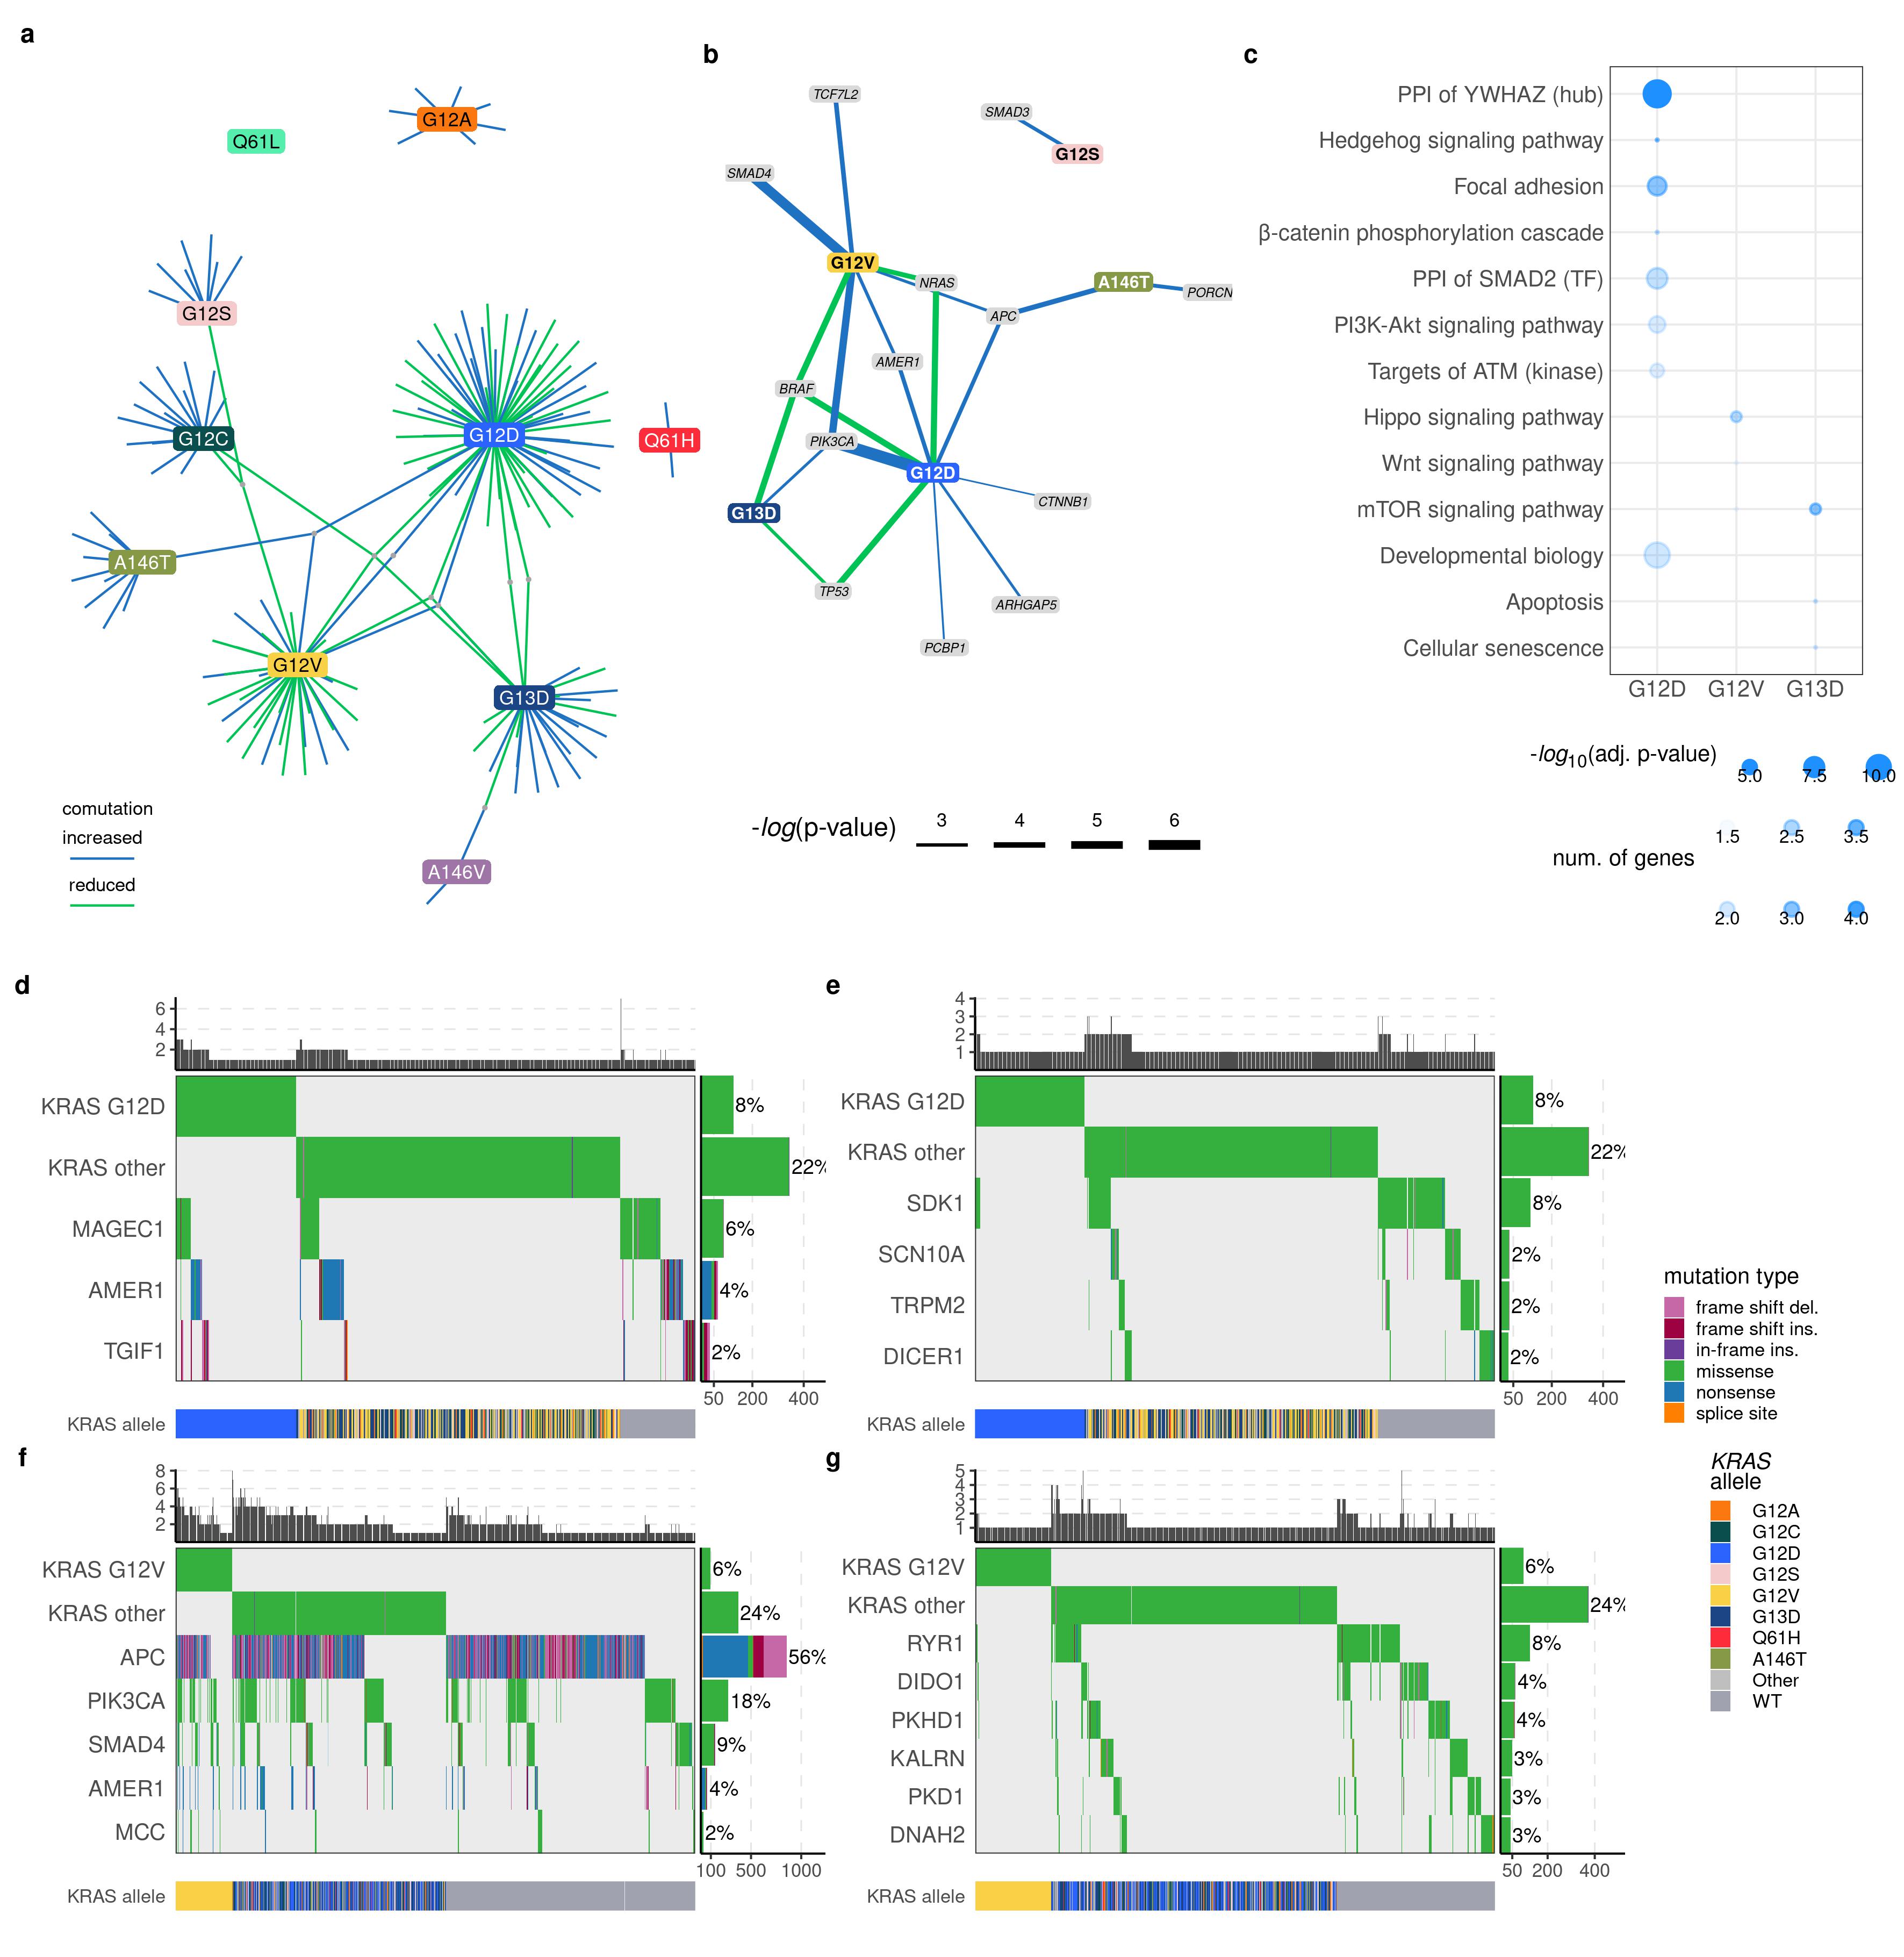 a
G12A
Q61L
G12S
G12C
G12D
Q61H
A146T
G12V
G13D
A146V
comutation
increased
reduced
b
TCF7L2
SMAD3
G12S
SMAD4
G12V
NRAS
A146T
PORCN
APC
AMER1
BRAF
PIK3CA
G12D
CTNNB1
G13D
TP53
ARHGAP5
PCBP1
-log(p-value)
3 4 5 6
c
PPI of YWHAZ (hub)
Hedgehog signaling pathway
Focal adhesion
β-catenin phosphorylation cascade
PPI of SMAD2 (TF)
PI3K-Akt signaling pathway
Targets of ATM (kinase)
Hippo signaling pathway
Wnt signaling pathway
mTOR signaling pathway
Developmental biology
Apoptosis
Cellular senescence
G12D G12V G13D
-log10(adj. p-value)
5.0 7.5 10.0
1.5 2.5 3.5
num. of genes
2.0 3.0 4.0
d
6
4
2
KRAS G12D 8%
KRAS other 22%
MAGEC1 6%
AMER1 4%
TGIF1 2%
50 200 400
KRAS allele
e
4
3
2
1
KRAS G12D 8%
KRAS other 22%
SDK1 8%
SCN10A 2%
TRPM2 2%
DICER1 2%
50 200 400
KRAS allele
mutation type
frame shift del.
frame shift ins.
in-frame ins.
missense
nonsense
splice site
KRAS
allele
G12A
G12C
G12D
G12S
G12V
G13D
Q61H
A146T
Other
WT
f
8
6
4
2
KRAS G12V 6%
KRAS other 24%
APC 56%
PIK3CA 18%
SMAD4 9%
AMER1 4%
MCC 2%
100 500 1000
KRAS allele
g
5
4
3
2
1
KRAS G12V 6%
KRAS other 24%
RYR1 8%
DIDO1 4%
PKHD1 4%
KALRN 3%
PKD1 3%
DNAH2 3%
50 200 400
KRAS allele